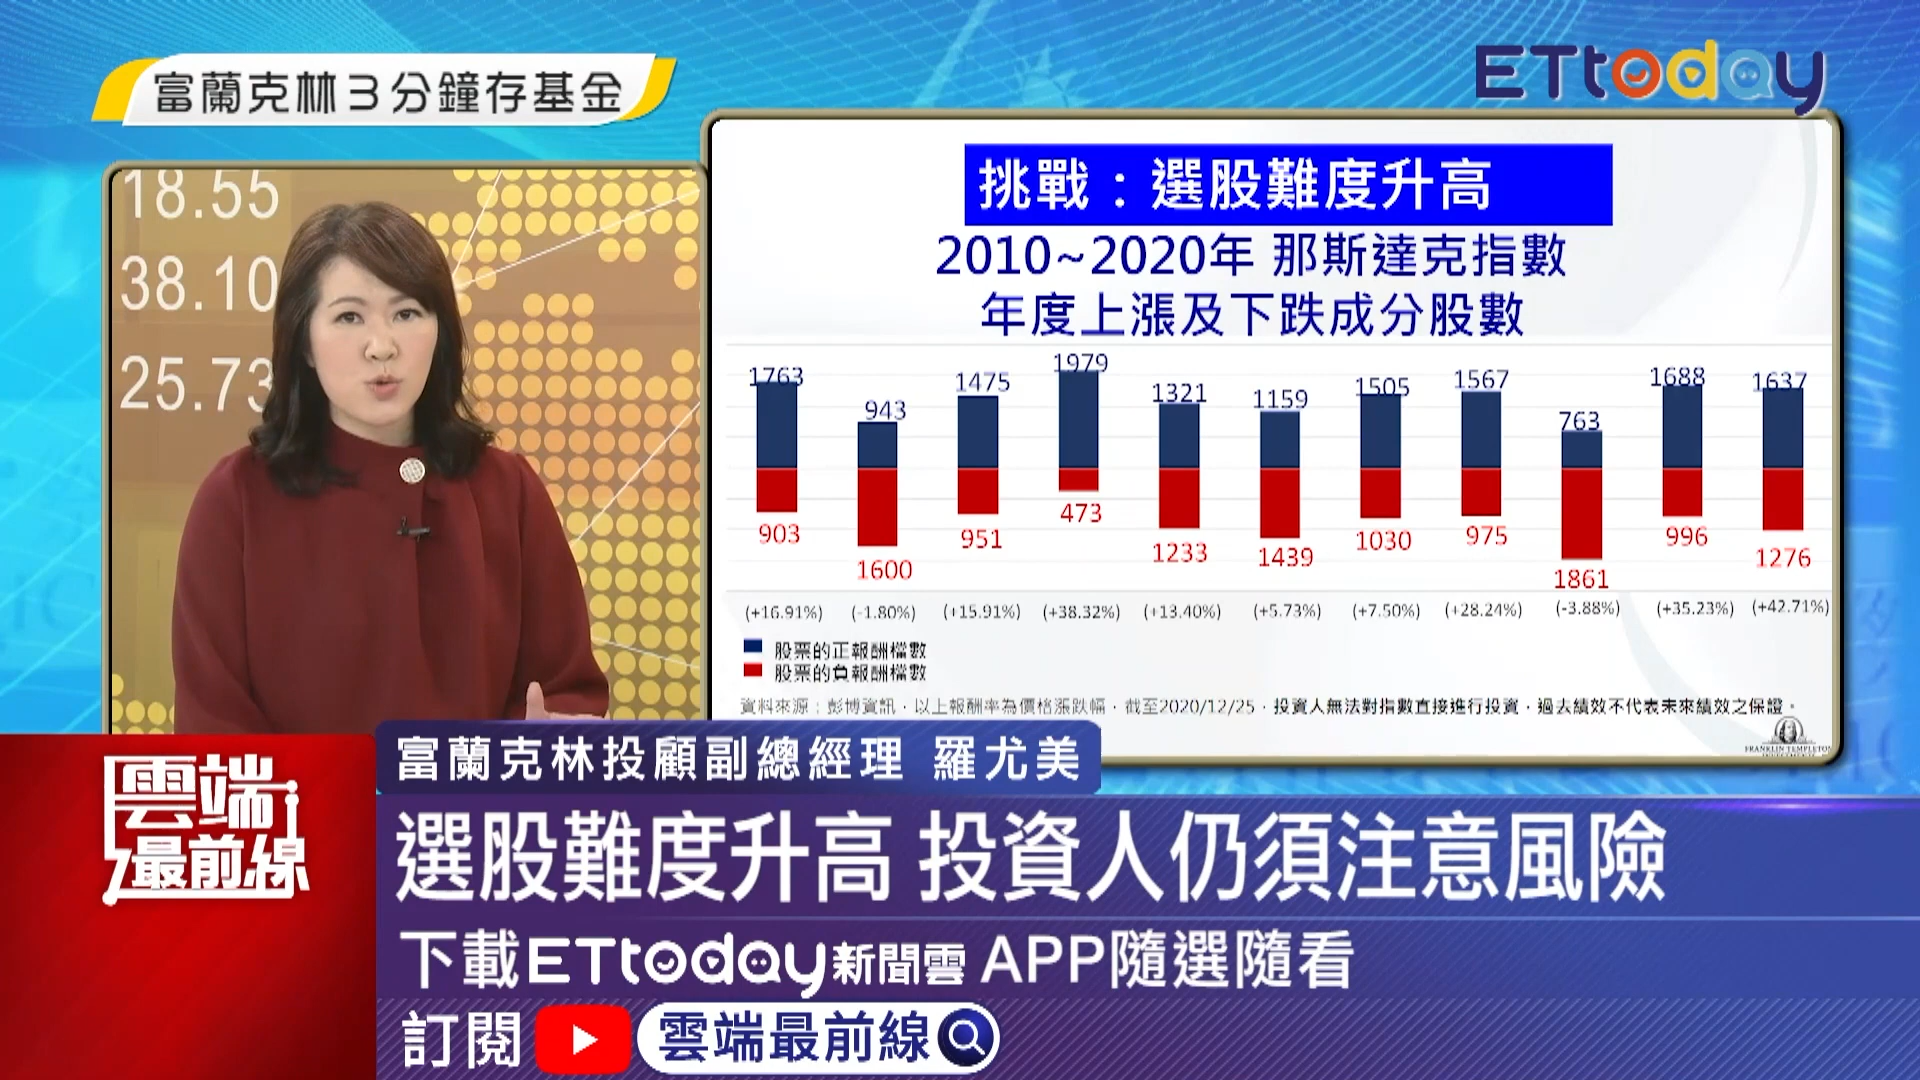 富蘭克林3分鐘存基金
ETtoday
18.55
38.10
25.73
挑戰：選股難度升高
2010~2020年 那斯達克指數
年度上漲及下跌成分股數
1763 943 1475 1979 1321 1159 1505 1567 763 1688 1637
903 1600 951 473 1233 1439 1030 975 1861 996 1276
(+16.91%) (-1.80%) (+15.91%) (+38.32%) (+13.40%) (+5.73%) (+7.50%) (+28.24%) (-3.88%) (+35.23%) (+42.71%)
股票的正報酬檔數
股票的負報酬檔數
資料來源：彭博資訊，以上報酬率為價格漲跌幅，截至2020/12/25，投資人無法對指數直接進行投資，過去績效不代表未來績效之保證。
FRANKLIN TEMPLETON
雲端
最前線
富蘭克林投顧副總經理 羅尤美
選股難度升高 投資人仍須注意風險
下載ETtoday新聞雲 APP隨選隨看
訂閱 雲端最前線